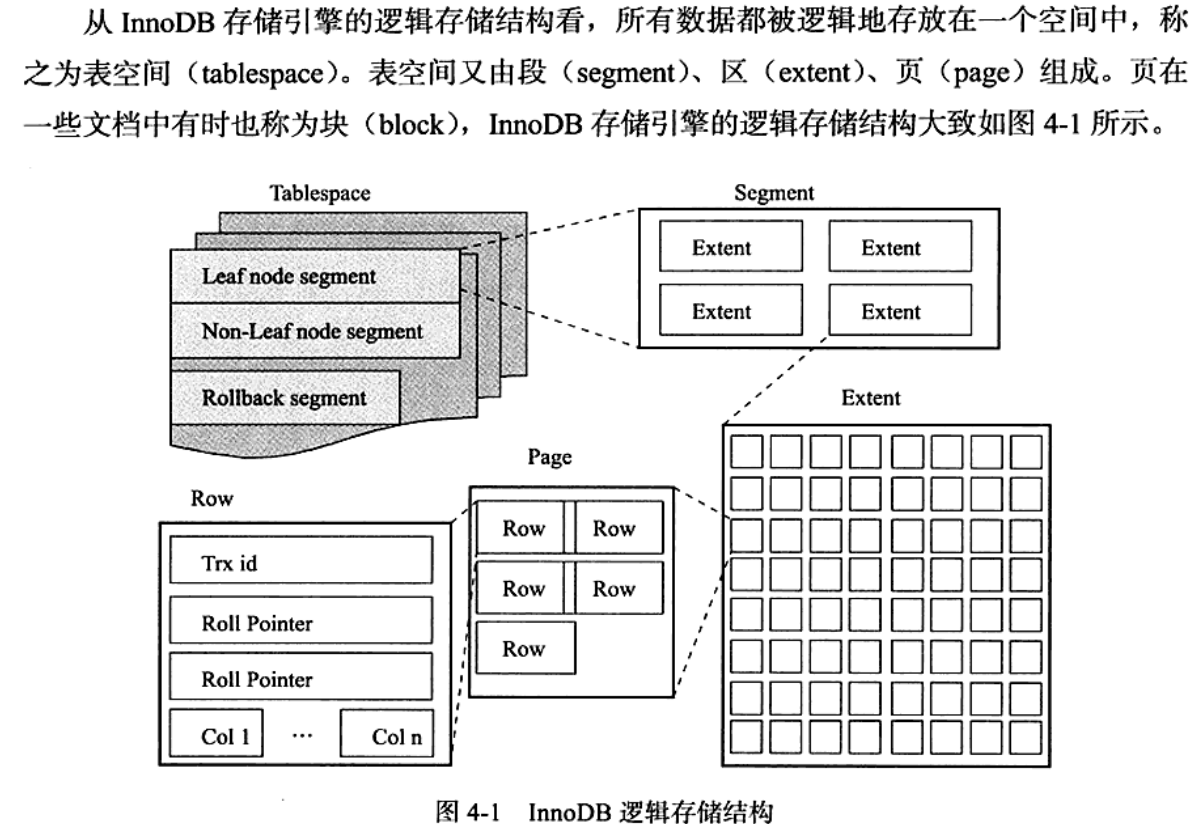 从 InnoDB 存储引擎的逻辑存储结构看，所有数据都被逻辑地存放在一个空间中，称
之为表空间（tablespace）。表空间又由段（segment）、区（extent）、页（page）组成。页在
一些文档中有时也称为块（block），InnoDB 存储引擎的逻辑存储结构大致如图 4-1 所示。
Tablespace
Segment
Leaf node segment
Non-Leaf node segment
Rollback segment
Extent
Extent
Extent
Extent
Extent
Page
Row
Row
Row
Row
Row
Row
Trx id
Roll Pointer
Roll Pointer
Col 1
...
Col n
图 4-1 InnoDB 逻辑存储结构